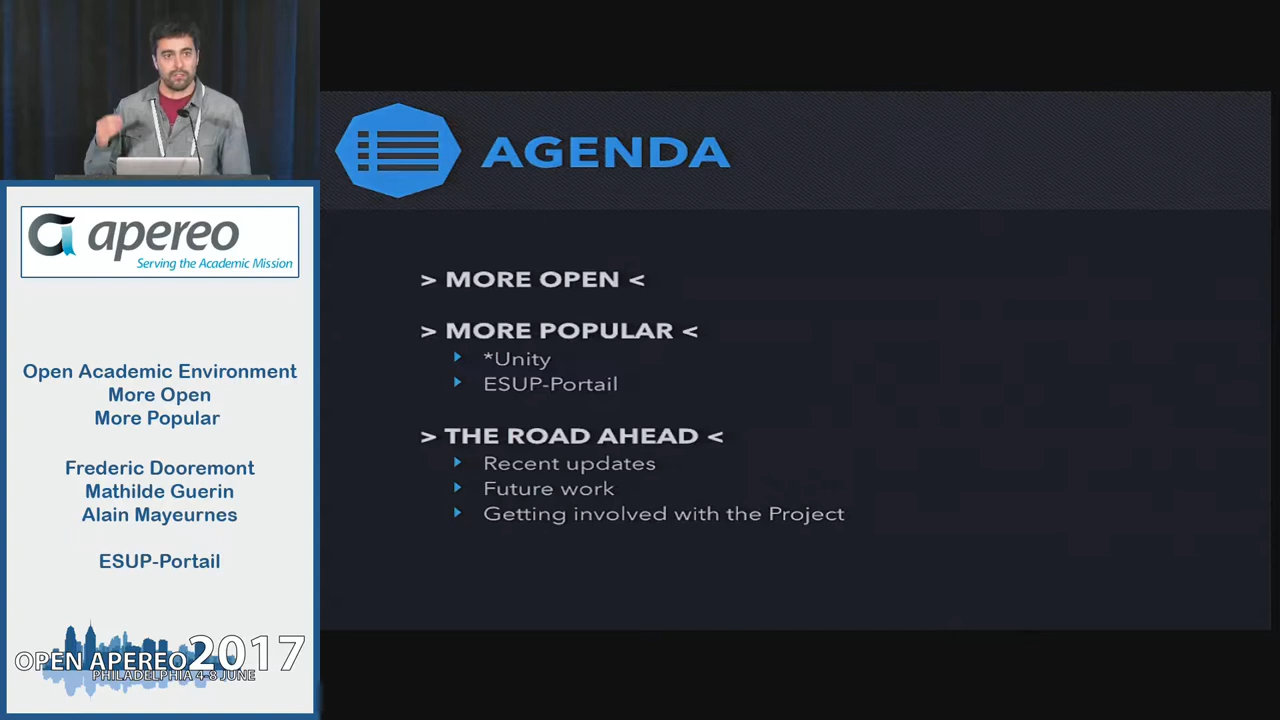 apereo
Serving the Academic Mission
Open Academic Environment
More Open
More Popular
Frederic Dooremont
Mathilde Guerin
Alain Mayeurnes
ESUP-Portail
OPEN APEREO 2017
PHILADELPHIA 4-8 JUNE
AGENDA
> MORE OPEN <
> MORE POPULAR <
*Unity
ESUP-Portail
> THE ROAD AHEAD <
Recent updates
Future work
Getting involved with the Project